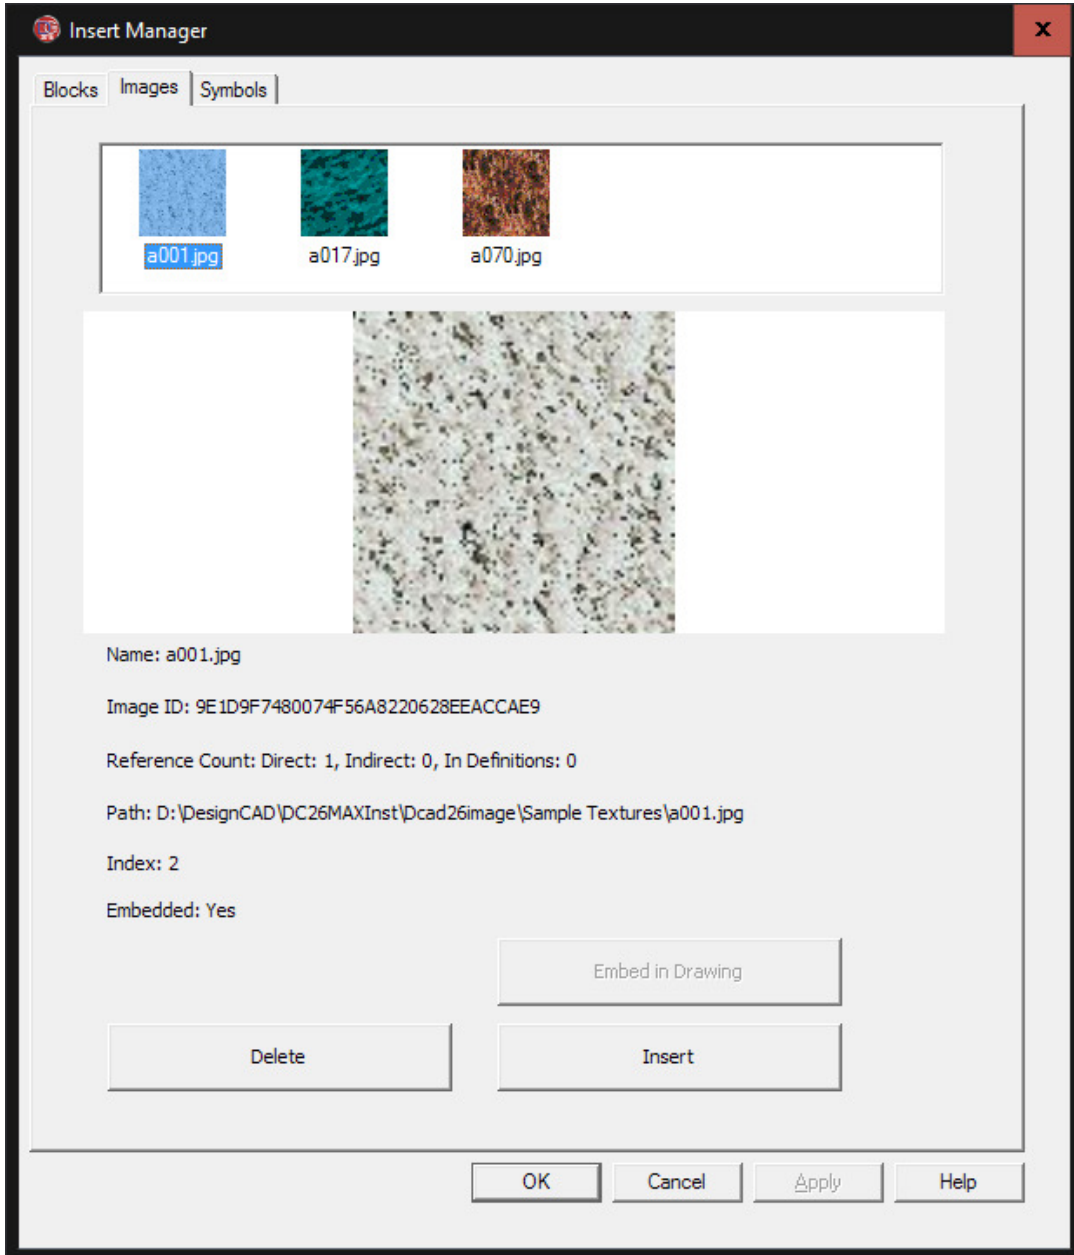 Insert Manager
x
Blocks Images Symbols
a001.jpg a017.jpg a070.jpg
Name: a001.jpg
Image ID: 9E1D9F7480074F56A8220628EEACCAE9
Reference Count: Direct: 1, Indirect: 0, In Definitions: 0
Path: D:\DesignCAD\DC26MAXInst\Dcad26image\Sample Textures\a001.jpg
Index: 2
Embedded: Yes
Embed in Drawing
Delete Insert
OK Cancel Apply Help